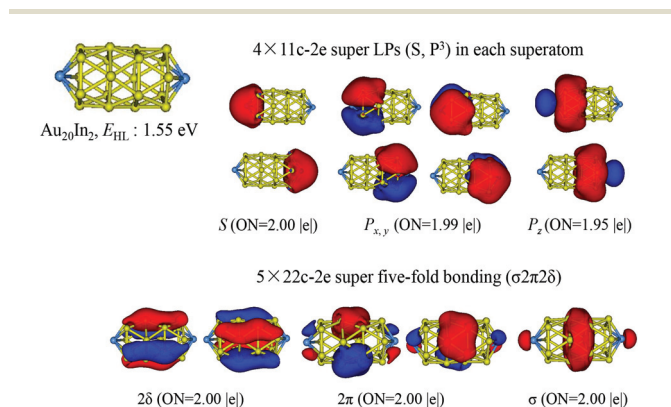 4×11c-2e super LPs (S, P³) in each superatom
Au₂₀In₂, E_HL : 1.55 eV
S (ON=2.00 |e|) P_x, y (ON=1.99 |e|) P_z (ON=1.95 |e|)
5×22c-2e super five-fold bonding (σ2π2δ)
2δ (ON=2.00 |e|) 2π (ON=2.00 |e|) σ (ON=2.00 |e|)